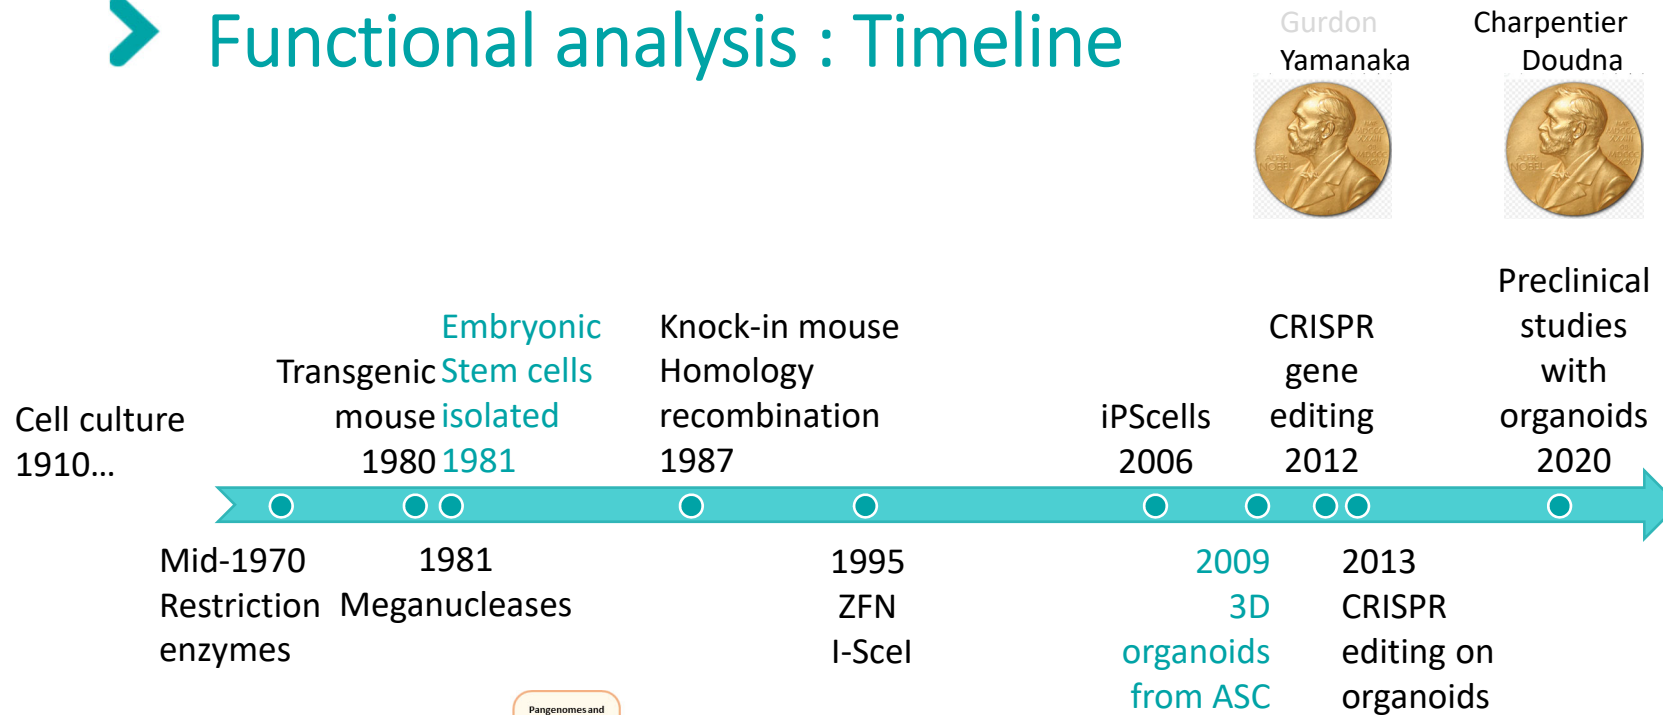 Functional analysis : Timeline
Gurdon
Yamanaka
Charpentier
Doudna
Cell culture
1910...
Transgenic
mouse
1980
Embryonic
Stem cells
isolated
1981
Knock-in mouse
Homology
recombination
1987
iPScells
2006
CRISPR
gene
editing
2012
Preclinical
studies
with
organoids
2020
Mid-1970
Restriction
enzymes
1981
Meganucleases
1995
ZFN
I-SceI
2009
3D
organoids
from ASC
2013
CRISPR
editing on
organoids
Pangenomes and